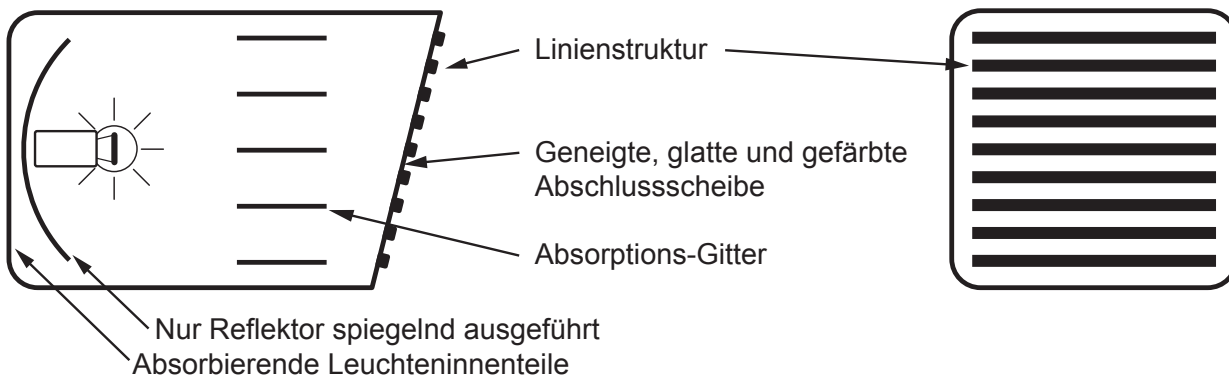 Linienstruktur
Geneigte, glatte und gefärbte
Abschlussscheibe
Absorptions-Gitter
Nur Reflektor spiegelnd ausgeführt
Absorbierende Leuchteninnenteile